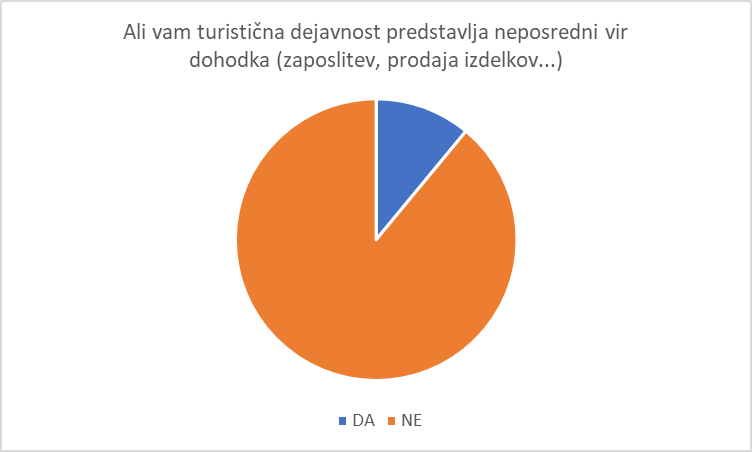 Ali vam turistična dejavnost predstavlja neposredni vir
dohodka (zaposlitev, prodaja izdelkov...)
DA NE